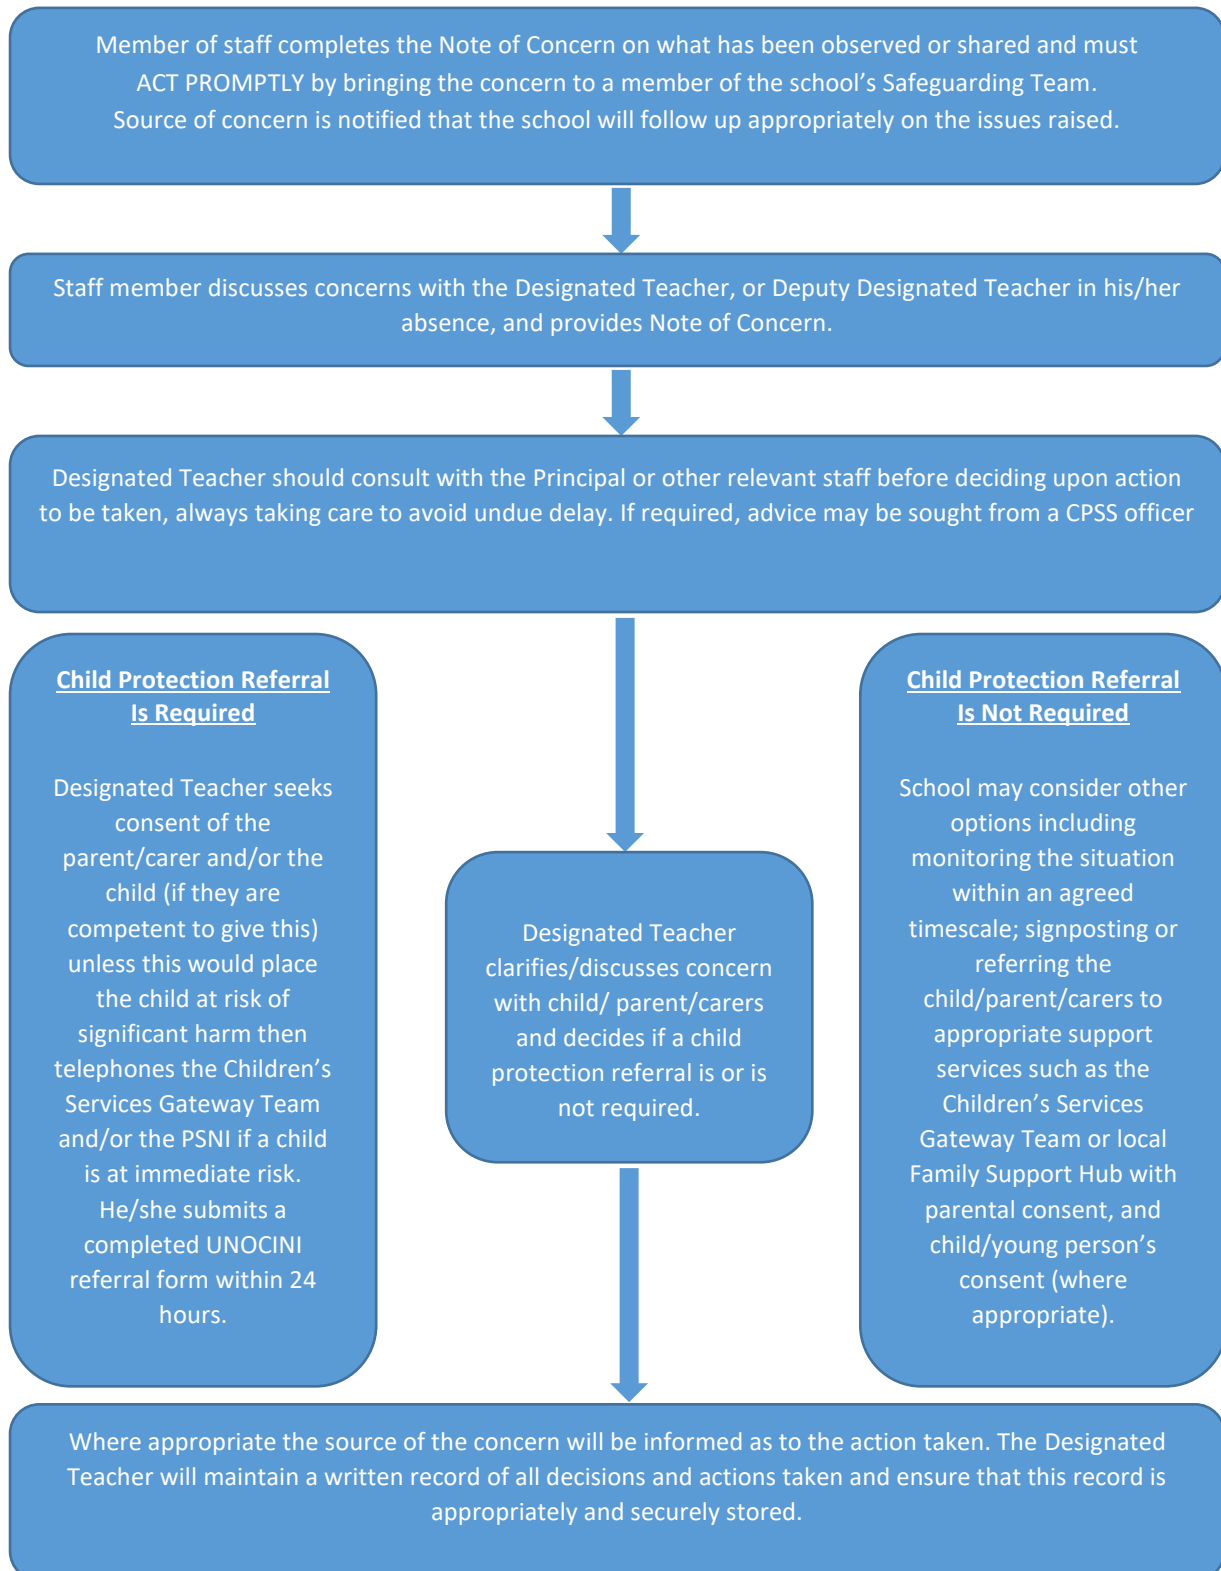 Member of staff completes the Note of Concern on what has been observed or shared and must
ACT PROMPTLY by bringing the concern to a member of the school’s Safeguarding Team.
Source of concern is notified that the school will follow up appropriately on the issues raised.
Staff member discusses concerns with the Designated Teacher, or Deputy Designated Teacher in his/her
absence, and provides Note of Concern.
Designated Teacher should consult with the Principal or other relevant staff before deciding upon action
to be taken, always taking care to avoid undue delay. If required, advice may be sought from a CPSS officer
Child Protection Referral
Is Required
Designated Teacher seeks
consent of the
parent/carer and/or the
child (if they are
competent to give this)
unless this would place
the child at risk of
significant harm then
telephones the Children’s
Services Gateway Team
and/or the PSNI if a child
is at immediate risk.
He/she submits a
completed UNOCINI
referral form within 24
hours.
Designated Teacher
clarifies/discusses concern
with child/ parent/carers
and decides if a child
protection referral is or is
not required.
Child Protection Referral
Is Not Required
School may consider other
options including
monitoring the situation
within an agreed
timescale; signposting or
referring the
child/parent/carers to
appropriate support
services such as the
Children’s Services
Gateway Team or local
Family Support Hub with
parental consent, and
child/young person’s
consent (where
appropriate).
Where appropriate the source of the concern will be informed as to the action taken. The Designated
Teacher will maintain a written record of all decisions and actions taken and ensure that this record is
appropriately and securely stored.